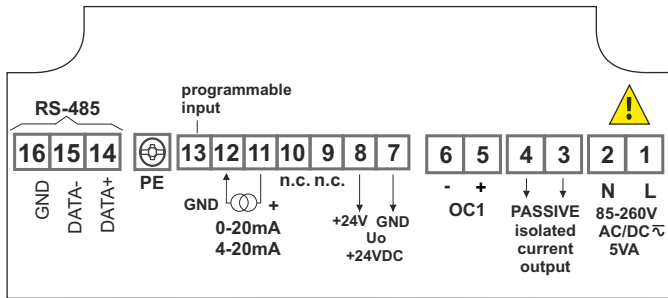 programmable
input
RS-485
16 15 14 13 12 11 10 9 8 7 6 5 4 3 2 1
PE
n.c. n.c.
GND
DATA-
DATA+
GND +
0-20mA
4-20mA
+24V GND
Uo
+24VDC
- +
OC1
PASSIVE
isolated
current
output
N L
85-260V
AC/DC
5VA